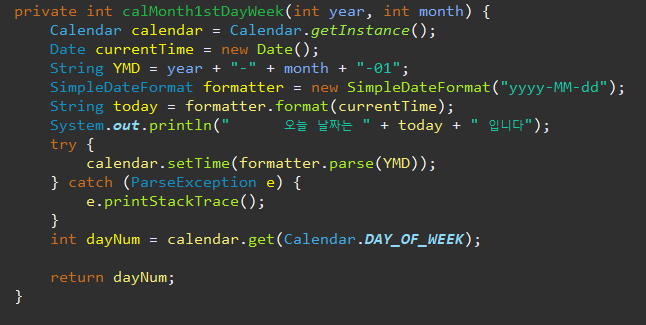 private int calMonth1stDayWeek(int year, int month) {
    Calendar calendar = Calendar.getInstance();
    Date currentTime = new Date();
    String YMD = year + "-" + month + "-01";
    SimpleDateFormat formatter = new SimpleDateFormat("yyyy-MM-dd");
    String today = formatter.format(currentTime);
    System.out.println("      오늘 날짜는 " + today + " 입니다");
    try {
        calendar.setTime(formatter.parse(YMD));
    } catch (ParseException e) {
        e.printStackTrace();
    }
    int dayNum = calendar.get(Calendar.DAY_OF_WEEK);

    return dayNum;
}